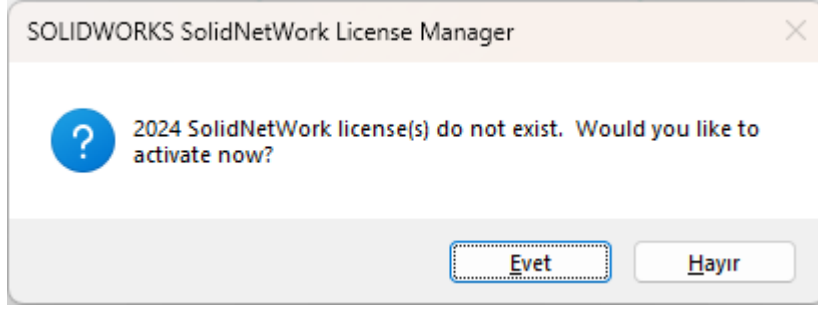 SOLIDWORKS SolidNetWork License Manager
2024 SolidNetWork license(s) do not exist.  Would you like to
activate now?
Evet
Hayır